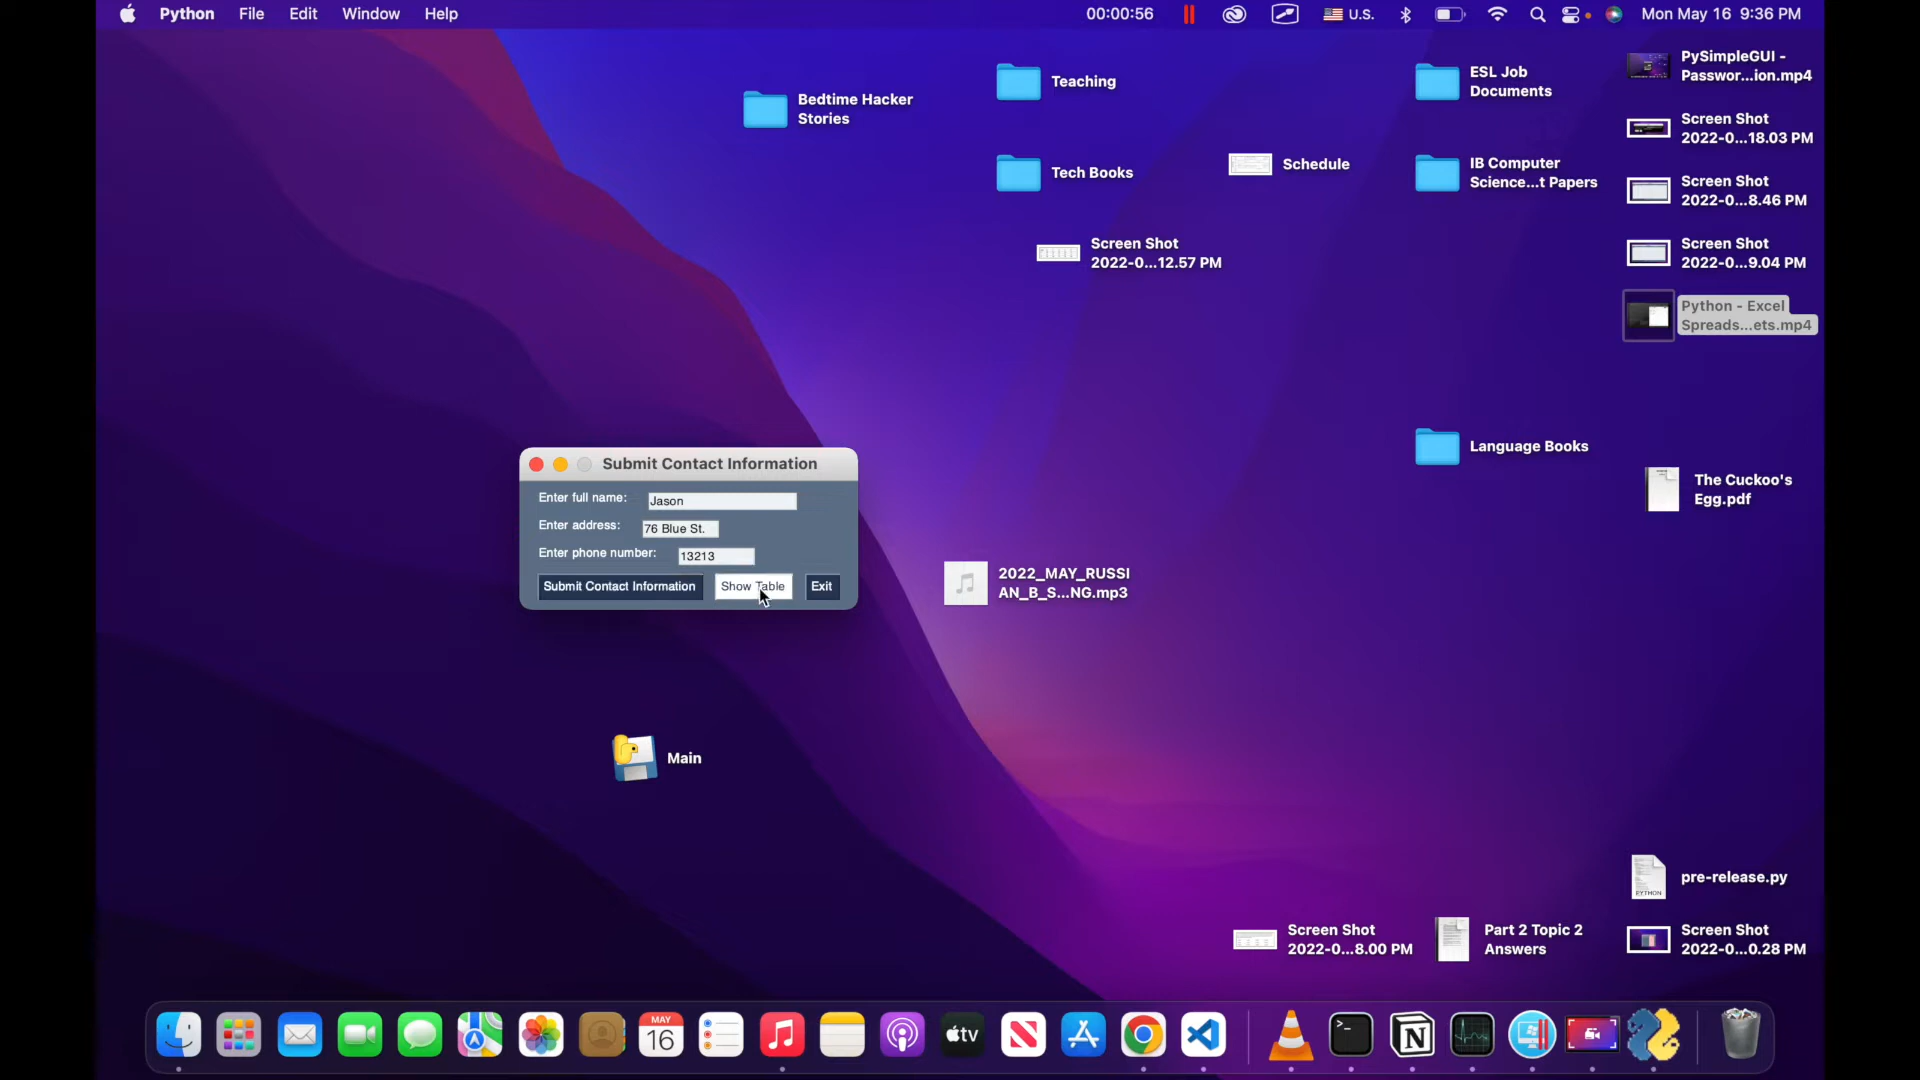 Python File Edit Window Help 00:00:56 U.S. Mon May 16 9:36 PM
PySimpleGUI -
Passwor...ion.mp4
Teaching
ESL Job
Documents
Bedtime Hacker
Stories
Screen Shot
2022-0...18.03 PM
Tech Books
Schedule
IB Computer
Science...t Papers
Screen Shot
2022-0...8.46 PM
Screen Shot
2022-0...12.57 PM
Screen Shot
2022-0...9.04 PM
Python - Excel
Spreads...ets.mp4
Language Books
Submit Contact Information
Enter full name: Jason
Enter address: 76 Blue St.
Enter phone number: 13213
Submit Contact Information Show Table Exit
The Cuckoo's
Egg.pdf
2022_MAY_RUSSI
AN_B_S...NG.mp3
Main
PYTHON
pre-release.py
Screen Shot
2022-0...8.00 PM
Part 2 Topic 2
Answers
Screen Shot
2022-0...0.28 PM
MAY
16
tv